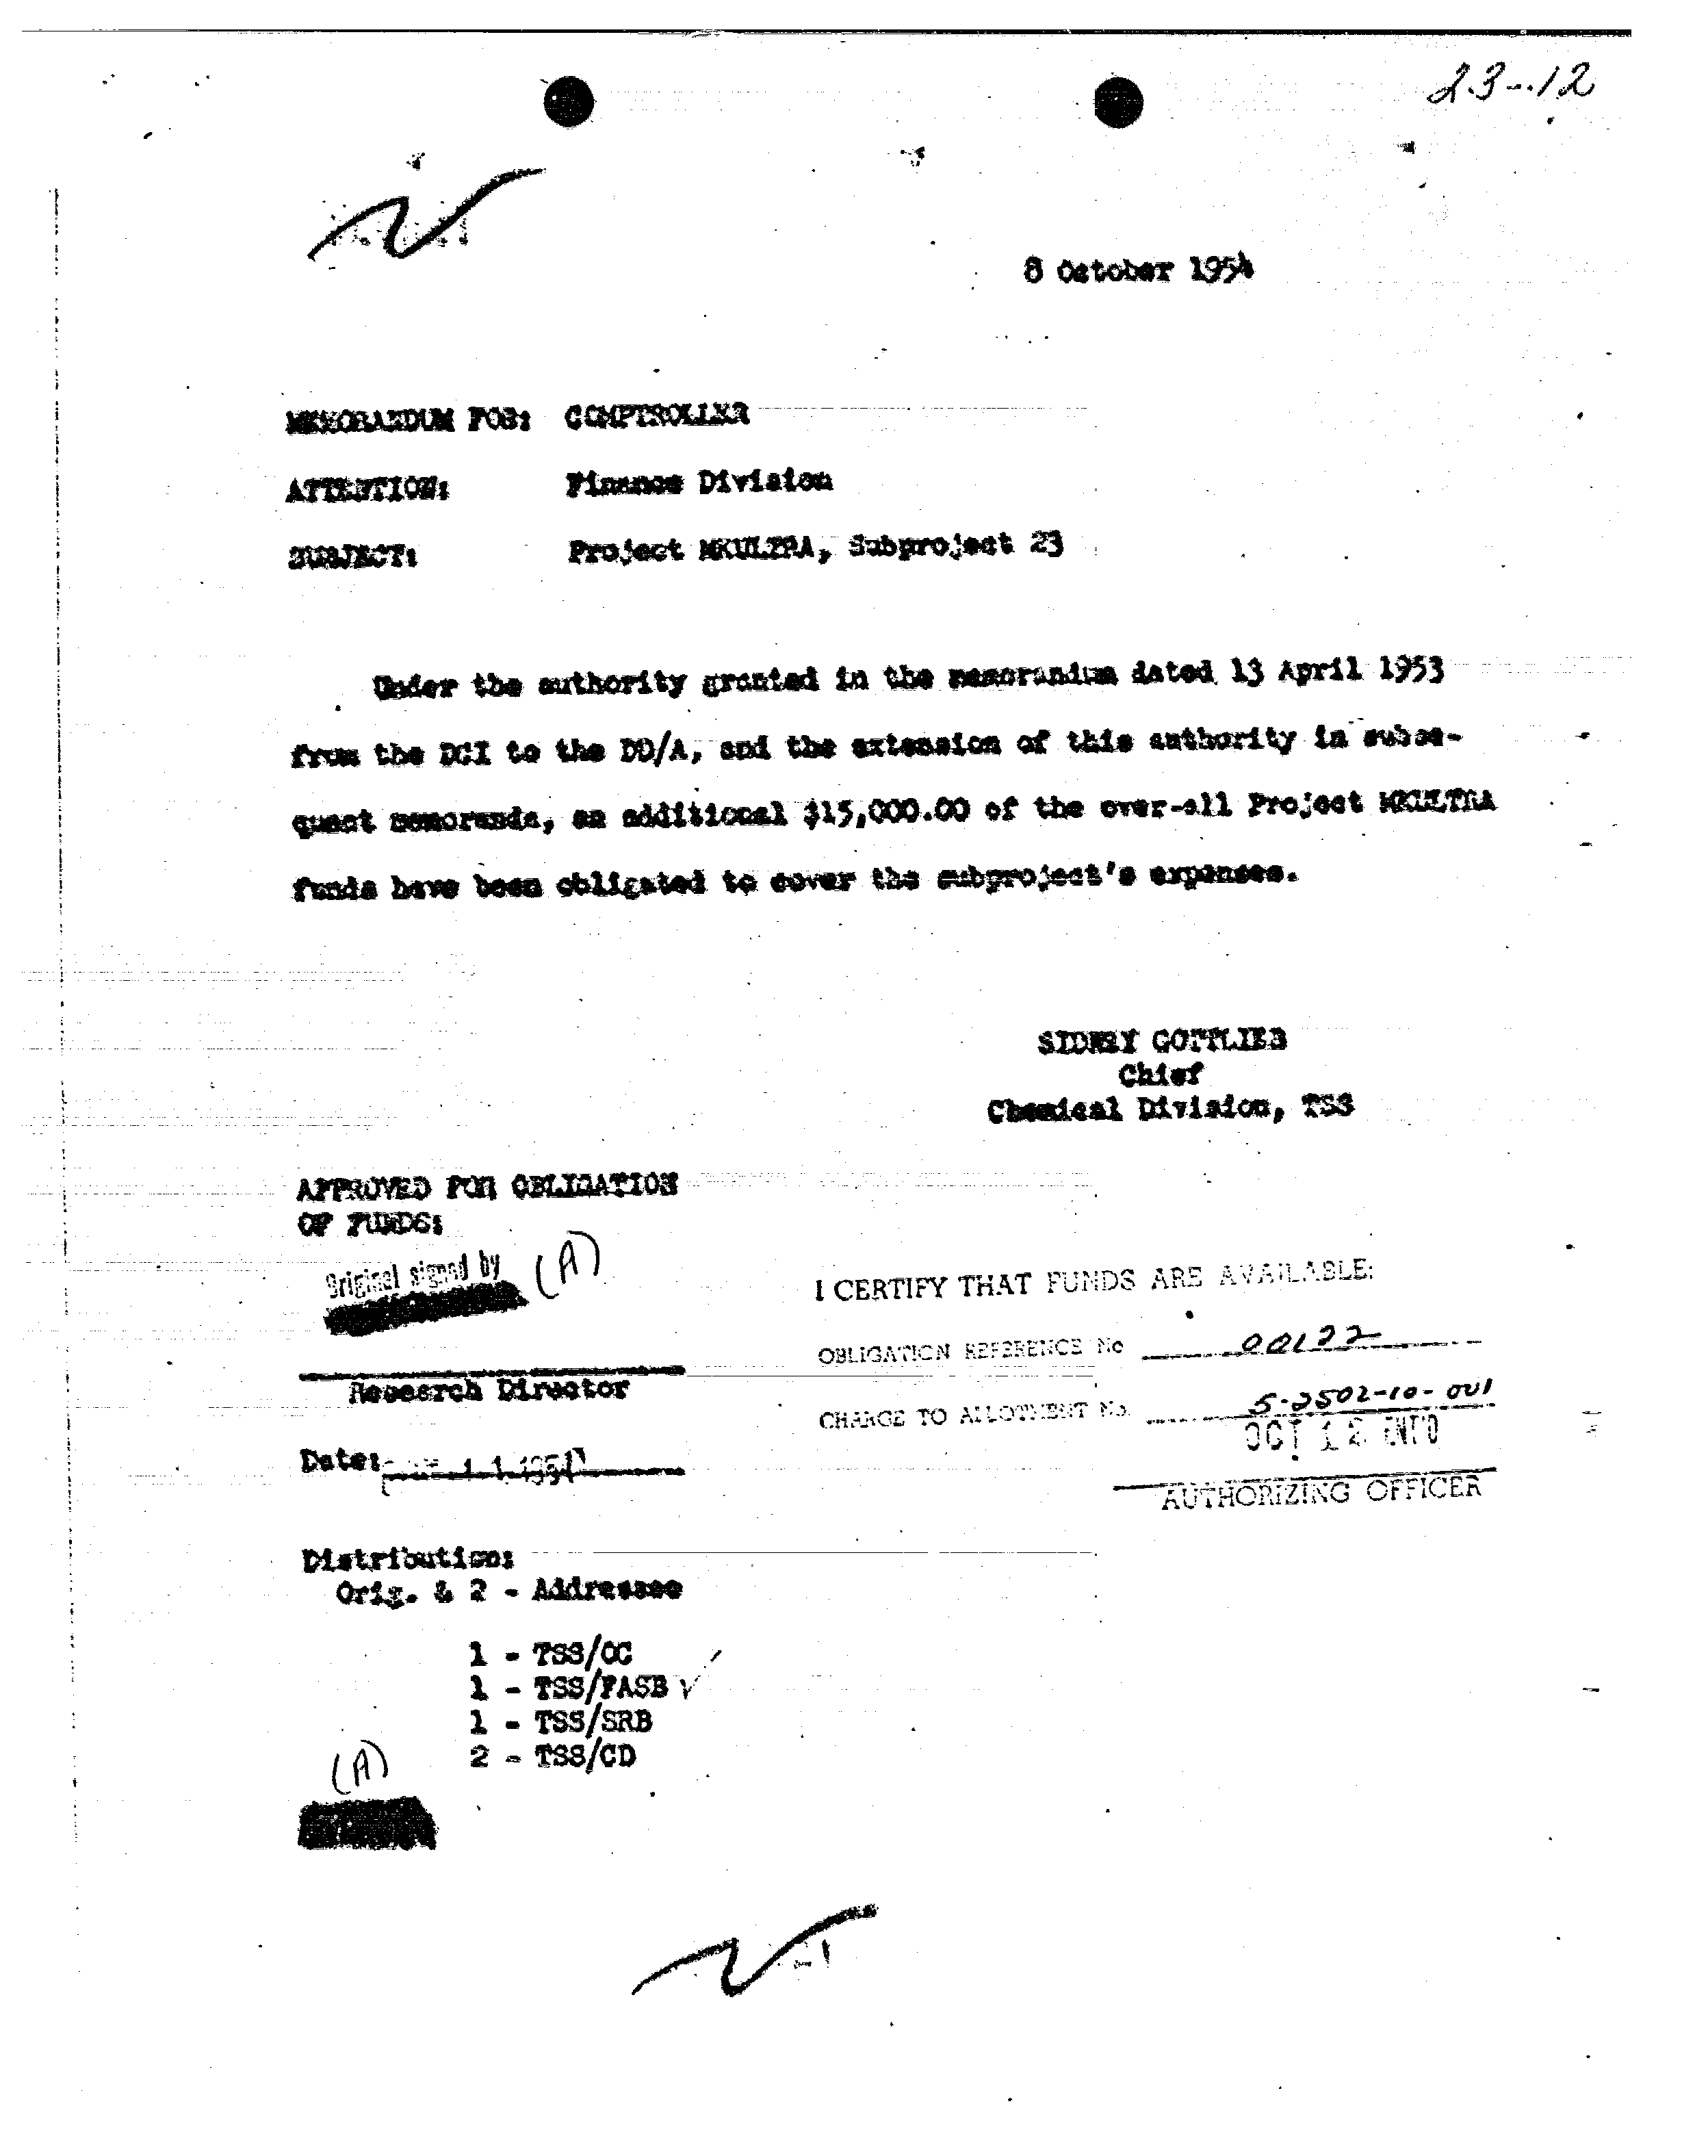 23-12
8 October 1954
MEMORANDUM FOR: COMPTROLLER
ATTENTION: Finance Division
SUBJECT: Project MKULTRA, Subproject 23
Under the authority granted in the memorandum dated 13 April 1953
from the DCI to the DD/A, and the extension of this authority in subse-
quent memoranda, an additional $15,000.00 of the over-all Project MKULTRA
funds have been obligated to cover the subproject's expenses.
SIDNEY GOTTLIEB
Chief
Chemical Division, TSS
APPROVED FOR OBLIGATION
OF FUNDS:
Original signed by (A)
Research Director
Date: 11 1954
I CERTIFY THAT FUNDS ARE AVAILABLE:
OBLIGATION REFERENCE No 00122
CHARGE TO ALLOTMENT No. 5-2502-10-001
OCT 12 ENT'D
AUTHORIZING OFFICER
Distribution:
Orig. & 2 - Addressee
1 - TSS/OC
1 - TSS/FASB
1 - TSS/SRB
2 - TSS/CD
(A)